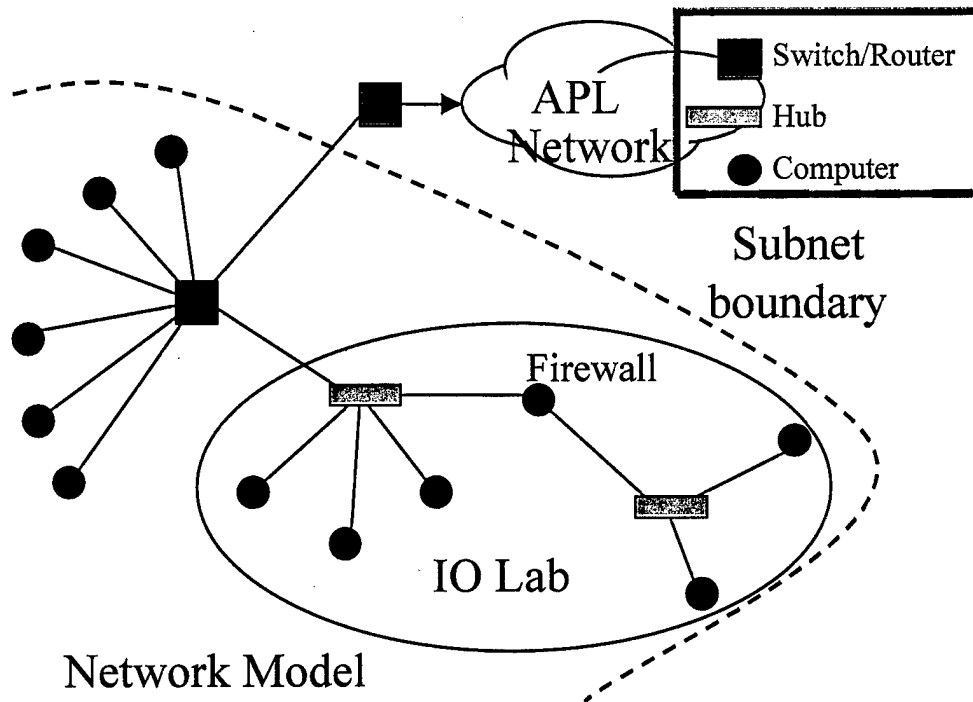 APL
Network
Switch/Router
Hub
Computer
Subnet
boundary
Firewall
IO Lab
Network Model